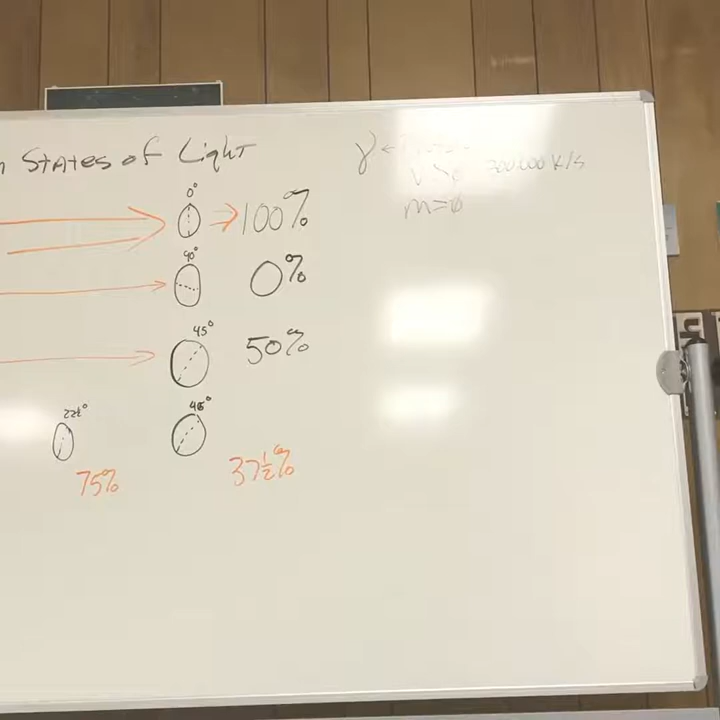 States of Light
γ ←
300,000 K/s
m=0
0°
100%
90°
0%
45°
50%
22½°
75%
45°
37½%